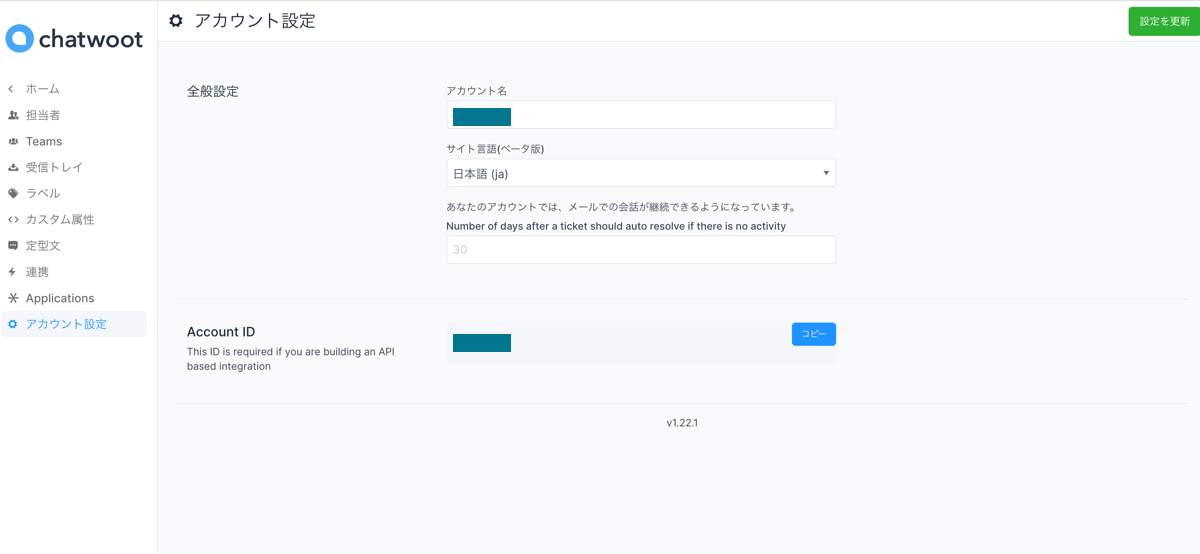 chatwoot
ホーム
担当者
Teams
受信トレイ
ラベル
カスタム属性
定型文
連携
Applications
アカウント設定
アカウント設定
設定を更新
全般設定
アカウント名
サイト言語(ベータ版)
日本語 (ja)
あなたのアカウントでは、メールでの会話が継続できるようになっています。
Number of days after a ticket should auto resolve if there is no activity
30
Account ID
This ID is required if you are building an API
based integration
コピー
v1.22.1